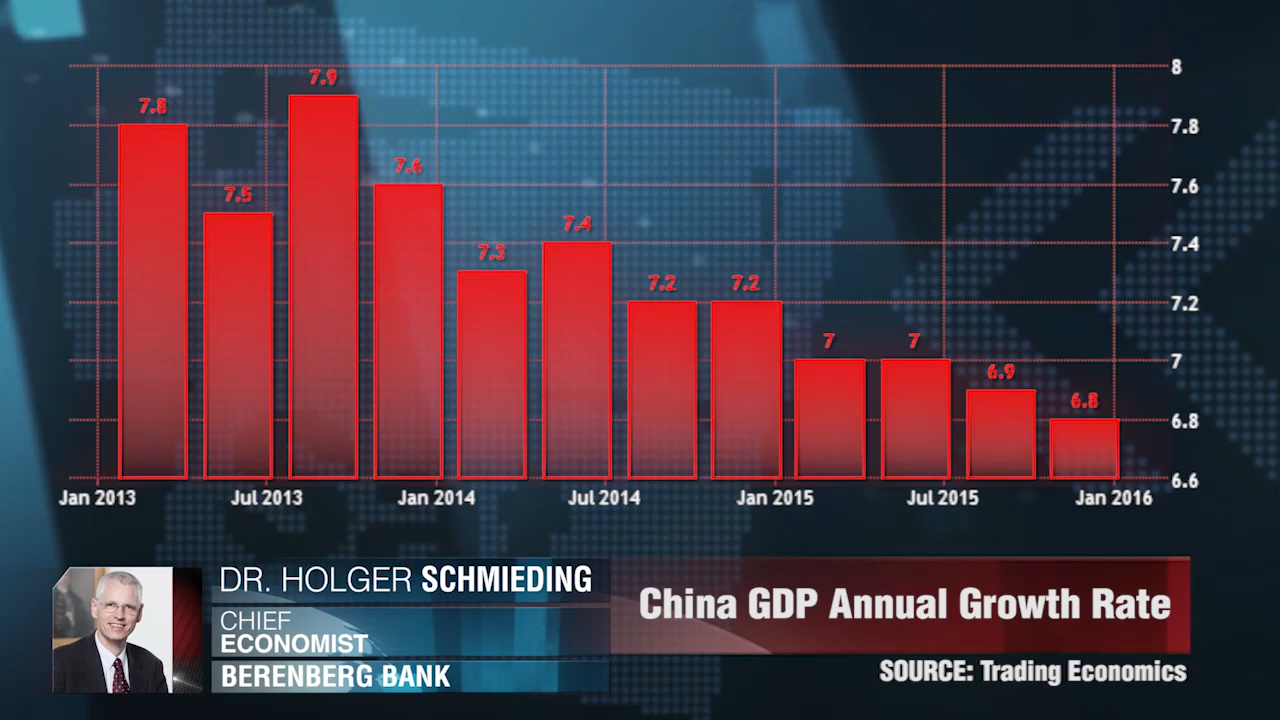 8
7.9
7.8
7.8
7.6
7.6
7.5
7.4
7.4
7.3
7.2
7.2
7.2
7
7
7
6.9
6.8
6.8
6.6
Jan 2013 Jul 2013 Jan 2014 Jul 2014 Jan 2015 Jul 2015 Jan 2016
DR. HOLGER SCHMIEDING
CHIEF
ECONOMIST
BERENBERG BANK
China GDP Annual Growth Rate
SOURCE: Trading Economics